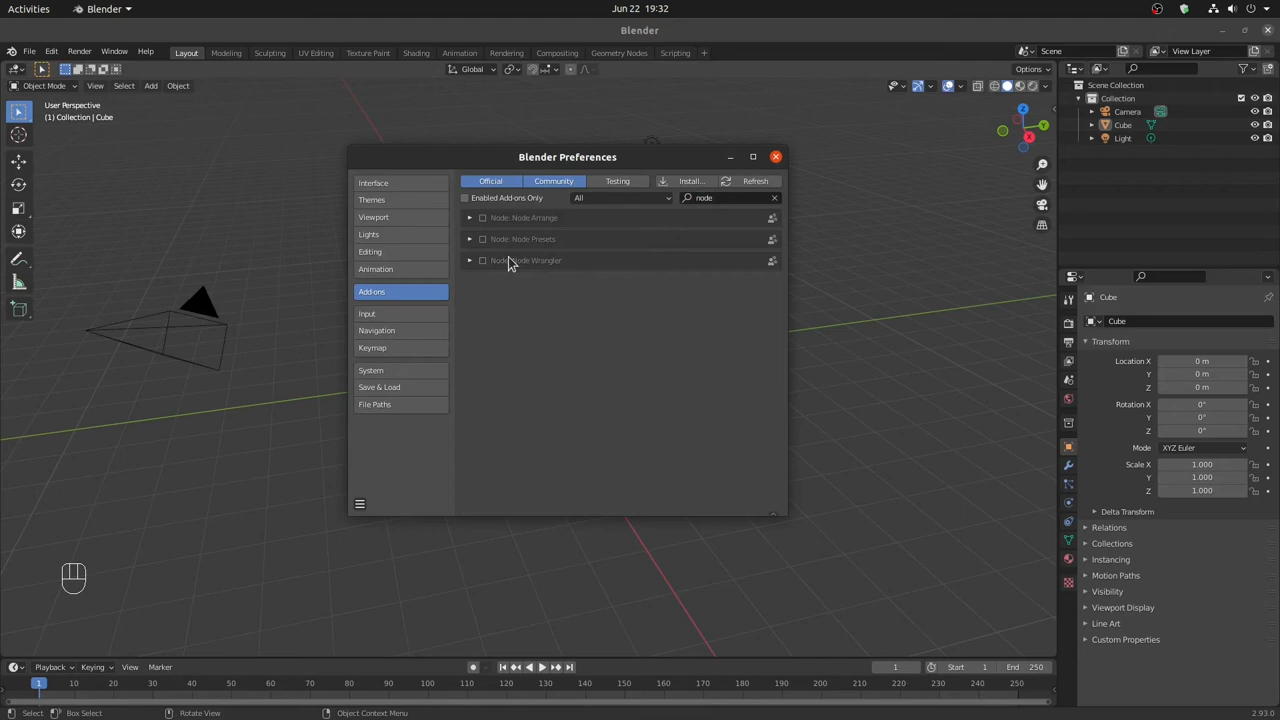 Activities Blender Jun 22 19:32
Blender
File Edit Render Window Help Layout Modeling Sculpting UV Editing Texture Paint Shading Animation Rendering Compositing Geometry Nodes Scripting + Scene View Layer
Global Options
Object Mode View Select Add Object
User Perspective
(1) Collection | Cube
Scene Collection
Collection
Camera
Cube
Light
Z
Y
X
Blender Preferences
Interface
Themes
Viewport
Lights
Editing
Animation
Add-ons
Input
Navigation
Keymap
System
Save & Load
File Paths
Official Community Testing Install... Refresh
Enabled Add-ons Only All node
Node: Node Arrange
Node: Node Presets
Node: Node Wrangler
Cube
Cube
Transform
Location X 0 m
Y 0 m
Z 0 m
Rotation X 0°
Y 0°
Z 0°
Mode XYZ Euler
Scale X 1.000
Y 1.000
Z 1.000
Delta Transform
Relations
Collections
Instancing
Motion Paths
Visibility
Viewport Display
Line Art
Custom Properties
Playback Keying View Marker 1 Start 1 End 250
1 10 20 30 40 50 60 70 80 90 100 110 120 130 140 150 160 170 180 190 200 210 220 230 240 250
Select Box Select Rotate View Object Context Menu 2.93.0